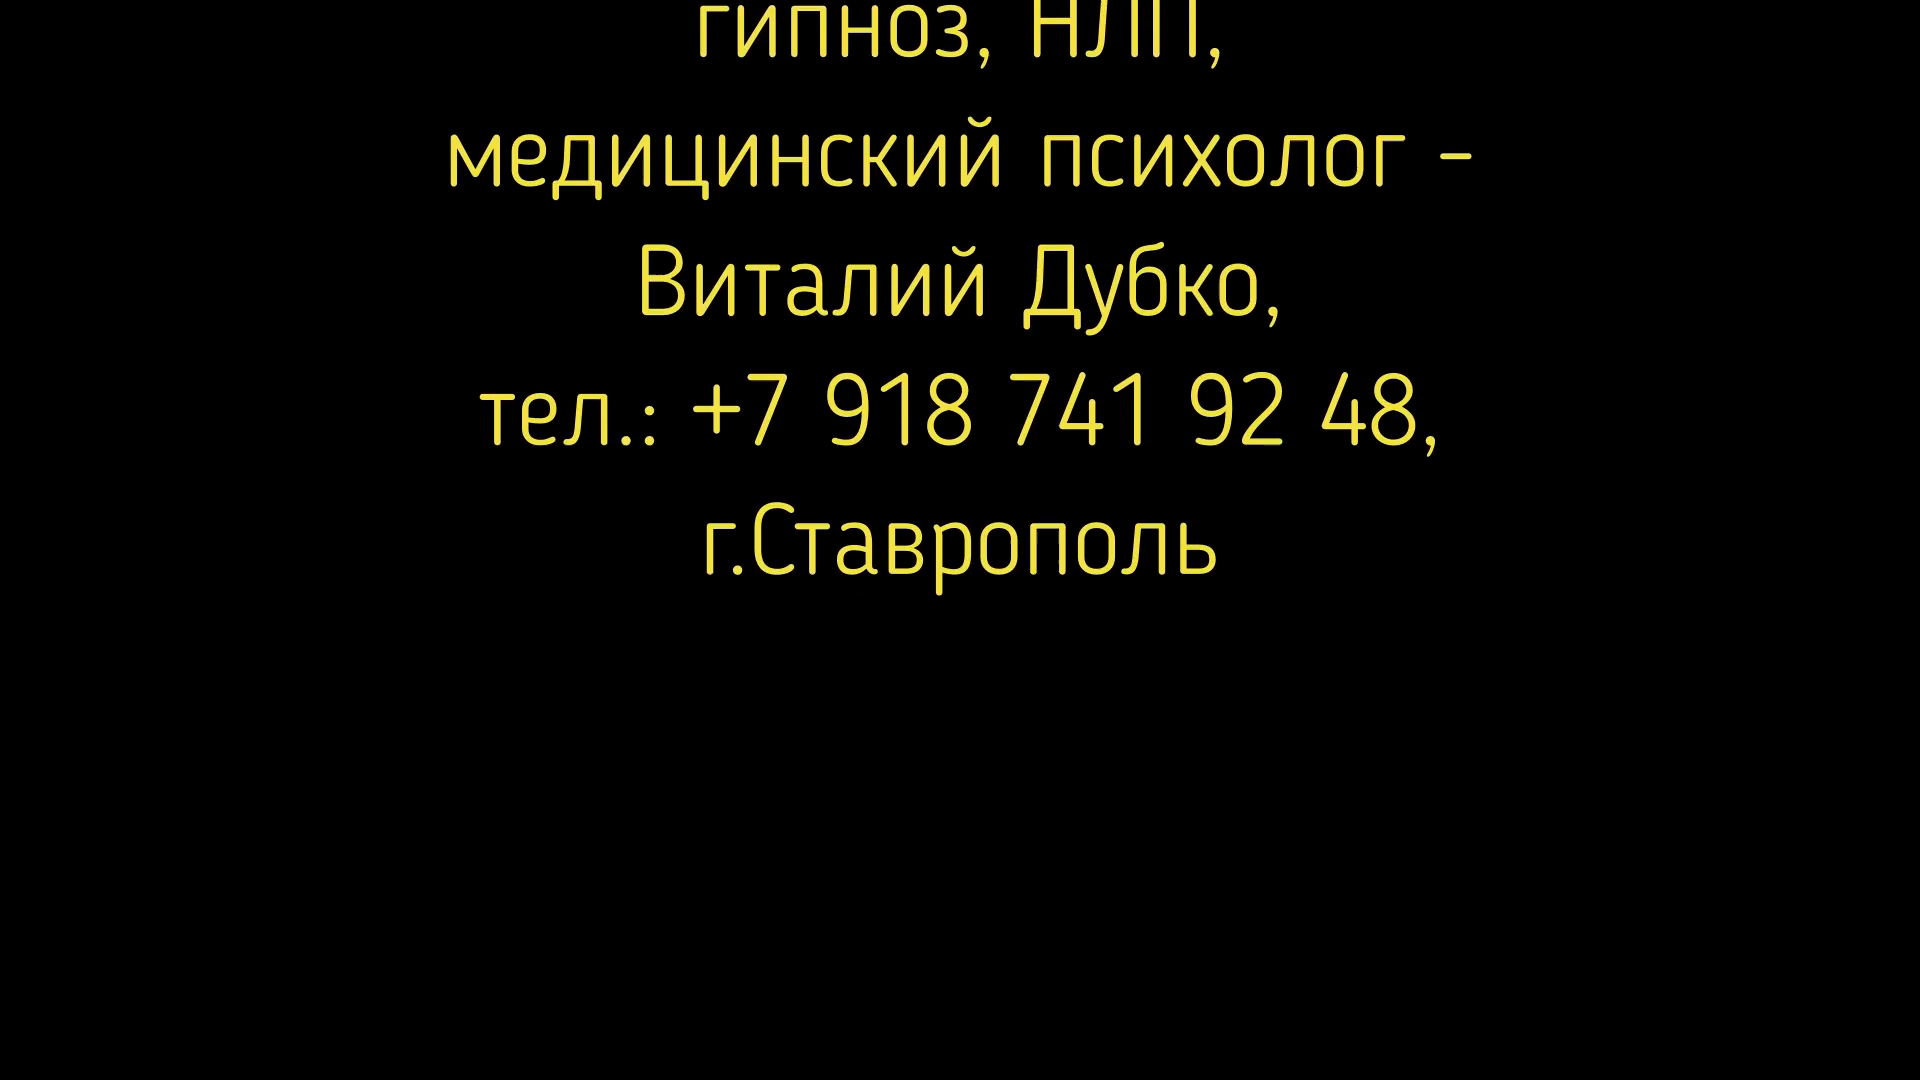 гипноз, НЛП,
медицинский психолог -
Виталий Дубко,
тел.: +7 918 741 92 48,
г.Ставрополь